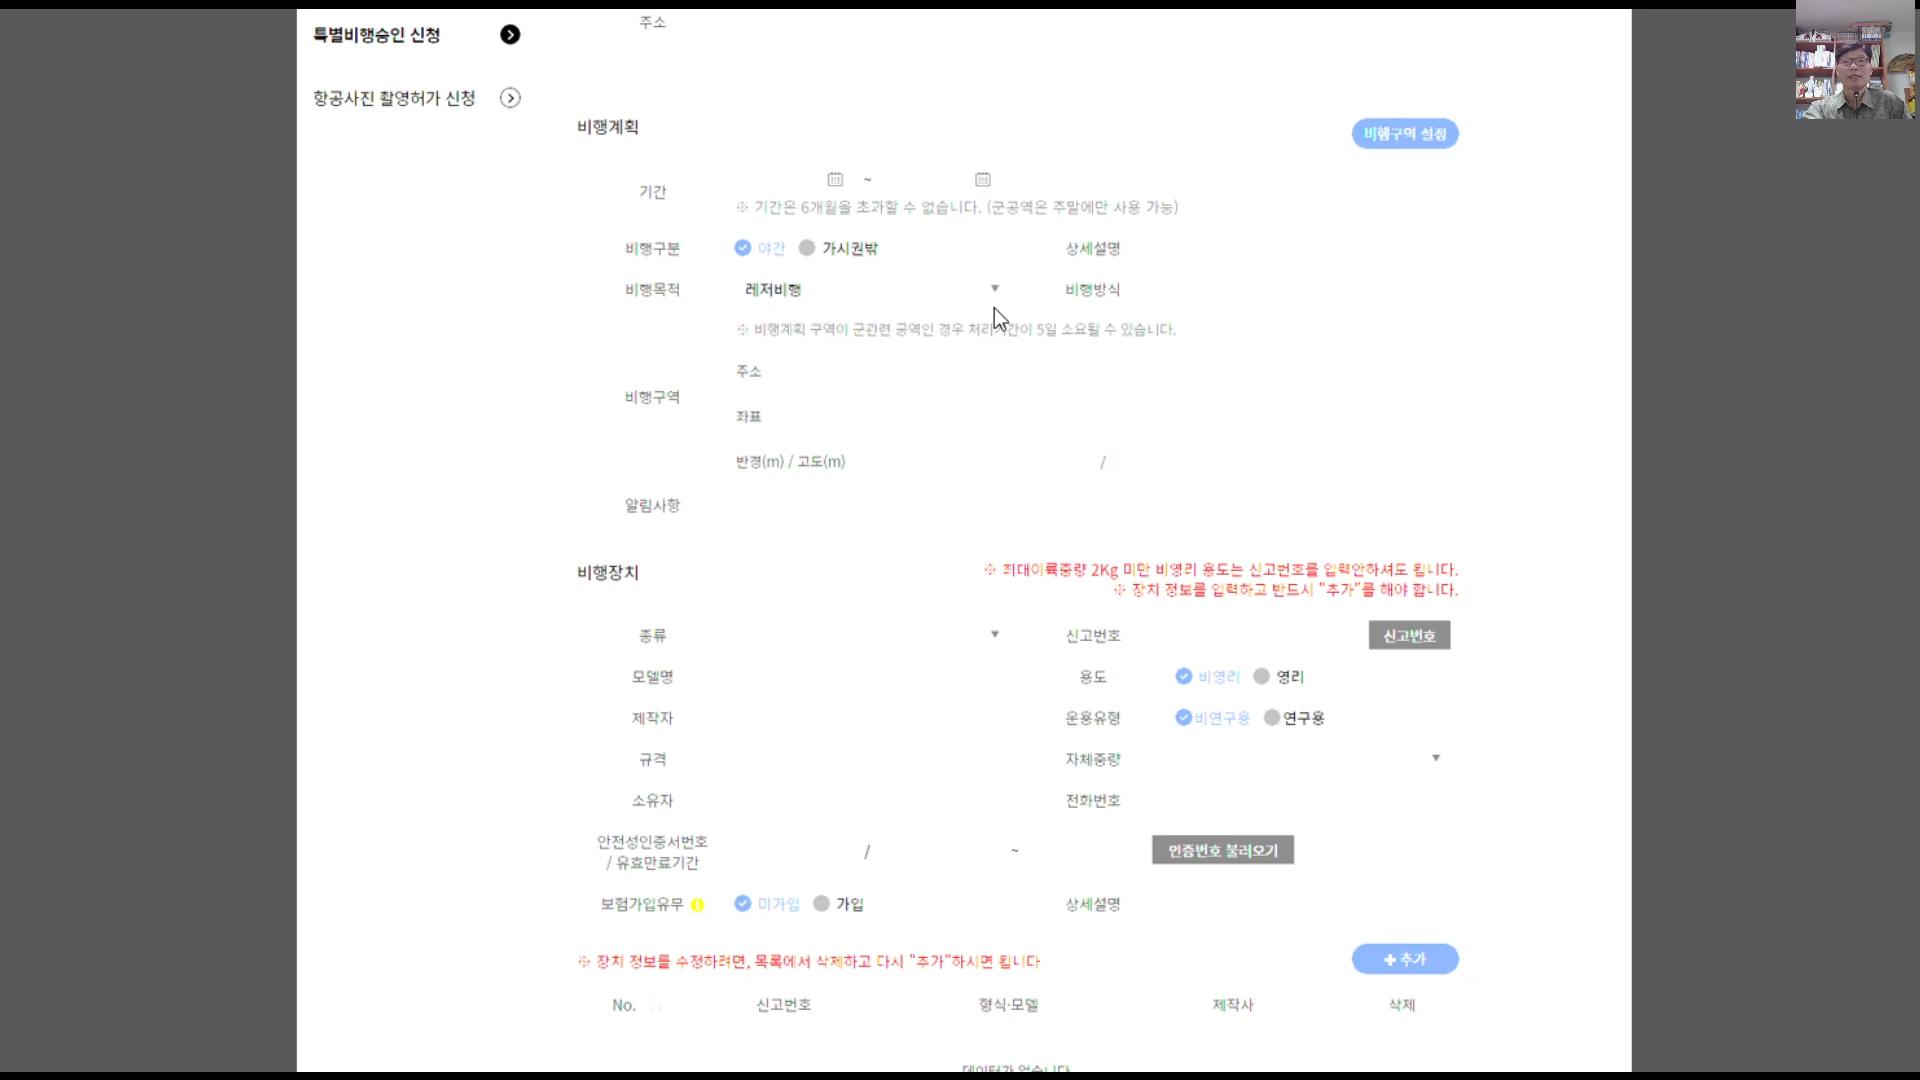 특별비행승인 신청
항공사진 촬영허가 신청
주소
비행계획
비행구역 설정
기간 ~
※ 기간은 6개월을 초과할 수 없습니다. (군공역은 주말에만 사용 가능)
비행구분 야간 가시권밖 상세설명
비행목적 레저비행 비행방식
※ 비행계획 구역이 군관련 공역인 경우 처리기간이 5일 소요될 수 있습니다.
비행구역
주소
좌표
반경(m) / 고도(m) /
알림사항
비행장치
※ 최대이륙중량 2Kg 미만 비영리 용도는 신고번호를 입력안하셔도 됩니다.
※ 장치 정보를 입력하고 반드시 "추가"를 해야 합니다.
종류 신고번호 신고번호
모델명 용도 비영리 영리
제작자 운용유형 비연구용 연구용
규격 자체중량
소유자 전화번호
안전성인증서번호
/ 유효만료기간 / ~ 인증번호 불러오기
보험가입유무 미가입 가입 상세설명
※ 장치 정보를 수정하려면, 목록에서 삭제하고 다시 "추가"하시면 됩니다
+ 추가
No. 신고번호 형식·모델 제작사 삭제
데이터가 없습니다